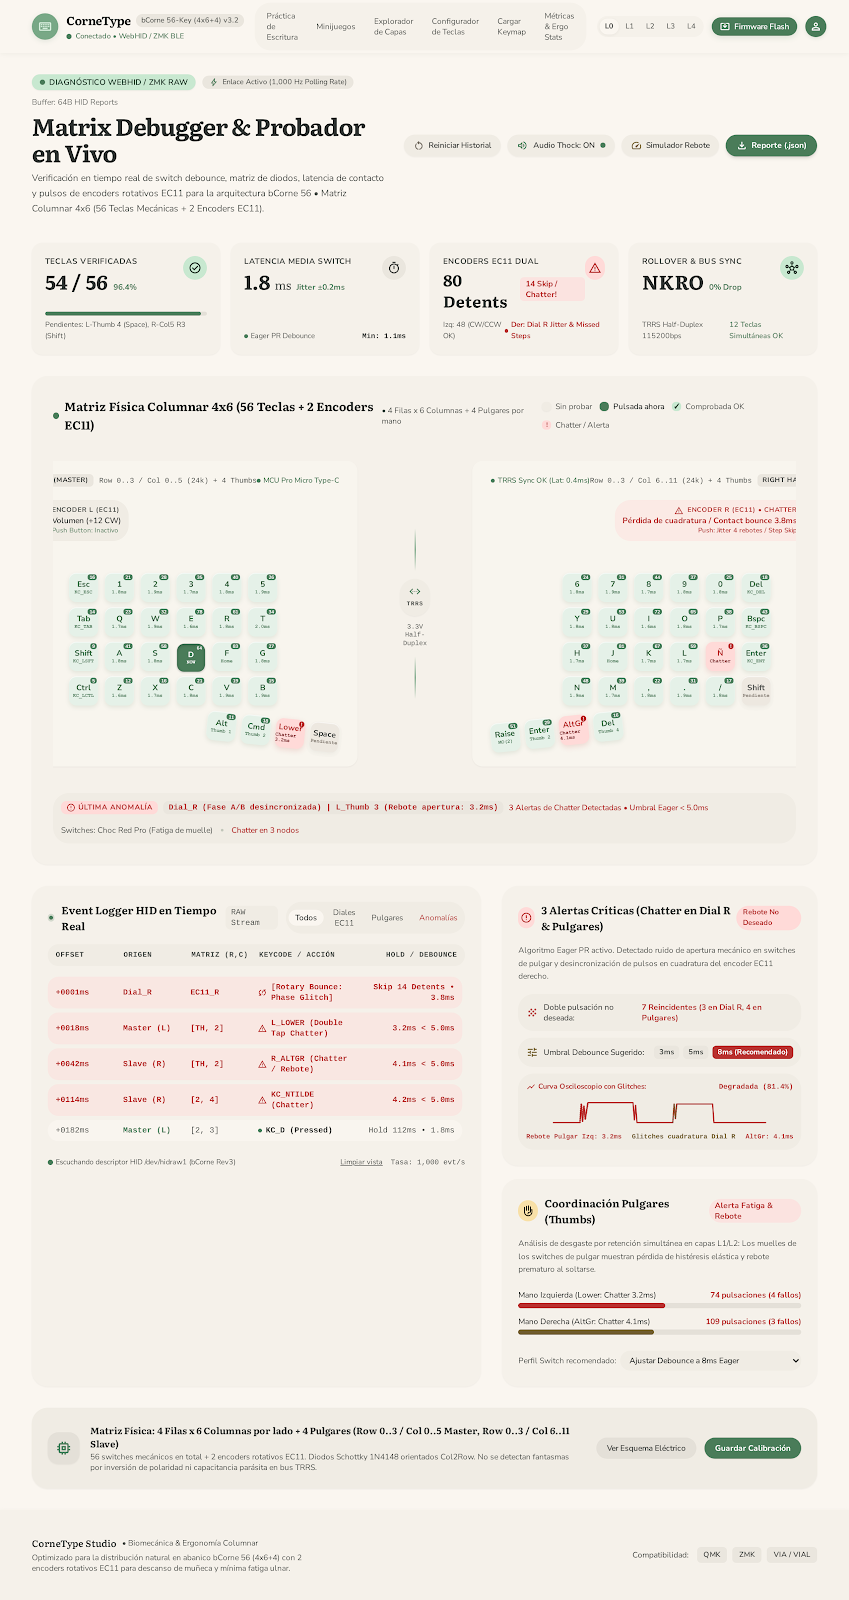 CorneType
bCorne 56-Key (4x6+4) v3.2
Conectado • WebHID / ZMK BLE
Práctica de Escritura
Minijuegos
Explorador de Capas
Configurador de Teclas
Cargar Keymap
Métricas & Ergo Stats
L0 L1 L2 L3 L4
Firmware Flash
DIAGNÓSTICO WEBHID / ZMK RAW
Enlace Activo (1,000 Hz Polling Rate)
Buffer: 64B HID Reports
Matrix Debugger & Probador
en Vivo
Verificación en tiempo real de switch debounce, matriz de diodos, latencia de contacto
y pulsos de encoders rotativos EC11 para la arquitectura bCorne 56 • Matriz
Columnar 4x6 (56 Teclas Mecánicas + 2 Encoders EC11).
Reiniciar Historial
Audio Thock: ON
Simulador Rebote
Reporte (.json)
TECLAS VERIFICADAS
54 / 56 96.4%
Pendientes: L-Thumb 4 (Space), R-Col5 R3
(Shift)
LATENCIA MEDIA SWITCH
1.8 ms Jitter ±0.2ms
Eager PR Debounce
Min: 1.1ms
ENCODERS EC11 DUAL
80
Detents
14 Skip /
Chatter!
Izq: 48 (CW/CCW
OK)
Der: Dial R Jitter & Missed
Steps
ROLLOVER & BUS SYNC
NKRO 0% Drop
TRRS Half-Duplex
115200bps
12 Teclas
Simultáneas OK
Matriz Física Columnar 4x6 (56 Teclas + 2 Encoders
EC11)
• 4 Filas x 6 Columnas + 4 Pulgares por
mano
Sin probar
Pulsada ahora
Comprobada OK
Chatter / Alerta
(MASTER) Row 0..3 / Col 0..5 (24k) + 4 Thumbs
MCU Pro Micro Type-C
TRRS Sync OK (Lat: 0.4ms)
Row 0..3 / Col 6..11 (24k) + 4 Thumbs
RIGHT HA
ENCODER L (EC11)
Volumen (+12 CW)
Push Button: Inactivo
ENCODER R (EC11) • CHATTER
Pérdida de cuadratura / Contact bounce 3.8ms
Push: Jitter 4 rebotes / Step Skip
Esc 1 2 3 4 5
Tab Q W E R T
Shift A S D F G
Ctrl Z X C V B
Alt Cmd Lower Space
TRRS
3.3V
Half-
Duplex
6 7 8 9 0 Del
Y U I O P Bspc
H J K L Ñ Enter
N M , . / Shift
Raise Enter AltGr Del
ÚLTIMA ANOMALÍA
Dial_R (Fase A/B desincronizada) | L_Thumb 3 (Rebote apertura: 3.2ms)
3 Alertas de Chatter Detectadas • Umbral Eager < 5.0ms
Switches: Choc Red Pro (Fatiga de muelle) • Chatter en 3 nodos
Event Logger HID en Tiempo
Real
RAW
Stream
Todos
Diales
EC11
Pulgares
Anomalías
OFFSET ORIGEN MATRIZ (R,C) KEYCODE / ACCIÓN HOLD / DEBOUNCE
+0001ms Dial_R EC11_R [Rotary Bounce: Phase Glitch] Skip 14 Detents • 3.8ms
+0018ms Master (L) [TH, 2] L_LOWER (Double Tap Chatter) 3.2ms < 5.0ms
+0042ms Slave (R) [TH, 2] R_ALTGR (Chatter / Rebote) 4.1ms < 5.0ms
+0114ms Slave (R) [2, 4] KC_NTILDE (Chatter) 4.2ms < 5.0ms
+0182ms Master (L) [2, 3] KC_D (Pressed) Hold 112ms • 1.8ms
Escuchando descriptor HID /dev/hidraw1 (bCorne Rev3)
Limpiar vista
Tasa: 1,000 evt/s
3 Alertas Críticas (Chatter en Dial R
& Pulgares)
Rebote No
Deseado
Algoritmo Eager PR activo. Detectado ruido de apertura mecánico en switches
de pulgar y desincronización de pulsos en cuadratura del encoder EC11
derecho.
Doble pulsación no
deseada:
7 Reincidentes (3 en Dial R, 4 en
Pulgares)
Umbral Debounce Sugerido: 3ms 5ms 8ms (Recomendado)
Curva Osciloscopio con Glitches:
Degradada (81.4%)
Rebote Pulgar Izq: 3.2ms Glitches cuadratura Dial R AltGr: 4.1ms
Coordinación Pulgares
(Thumbs)
Alerta Fatiga &
Rebote
Análisis de desgaste por retención simultánea en capas L1/L2: Los muelles de
los switches de pulgar muestran pérdida de histéresis elástica y rebote
prematuro al soltarse.
Mano Izquierda (Lower: Chatter 3.2ms) 74 pulsaciones (4 fallos)
Mano Derecha (AltGr: Chatter 4.1ms) 109 pulsaciones (3 fallos)
Perfil Switch recomendado: Ajustar Debounce a 8ms Eager
Matriz Física: 4 Filas x 6 Columnas por lado + 4 Pulgares (Row 0..3 / Col 0..5 Master, Row 0..3 / Col 6..11
Slave)
56 switches mecánicos en total + 2 encoders rotativos EC11. Diodos Schottky 1N4148 orientados Col2Row. No se detectan fantasmas
por inversión de polaridad ni capacitancia parásita en bus TRRS.
Ver Esquema Eléctrico
Guardar Calibración
CorneType Studio • Biomecánica & Ergonomía Columnar
Optimizado para la distribución natural en abanico bCorne 56 (4x6+4) con 2
encoders rotativos EC11 para descanso de muñeca y mínima fatiga ulnar.
Compatibilidad: QMK ZMK VIA / VIAL